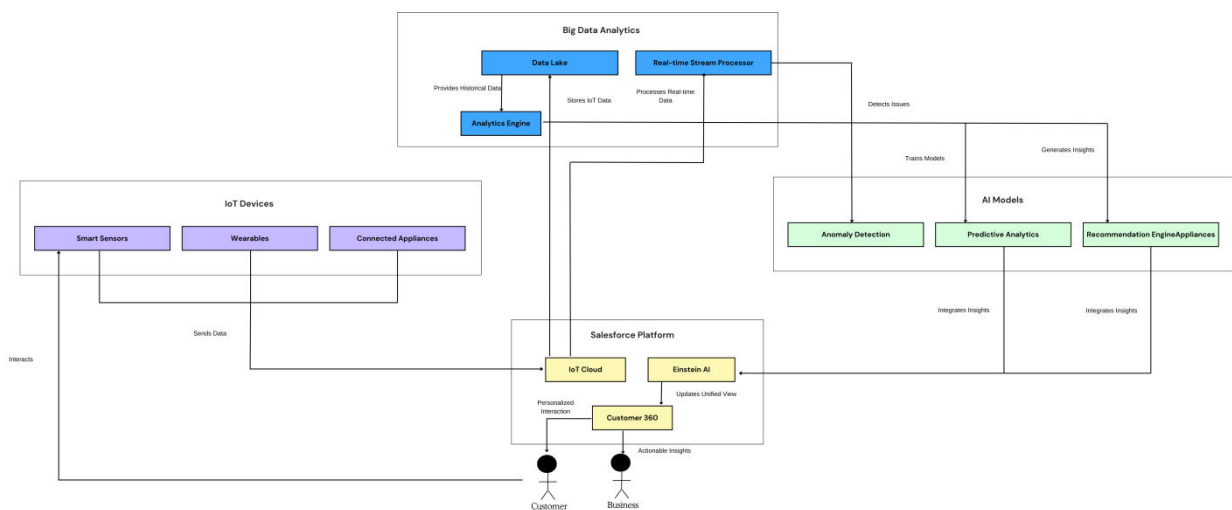 Big Data Analytics
Data Lake
Real-time Stream Processor
Provides Historical Data
Stores IoT Data
Processes Real-time
Data
Detects Issues
Analytics Engine
Trains Models
Generates Insights
IoT Devices
Smart Sensors
Wearables
Connected Appliances
AI Models
Anomaly Detection
Predictive Analytics
Recommendation EngineAppliances
Sends Data
Interacts
Integrates Insights
Integrates Insights
Salesforce Platform
IoT Cloud
Einstein AI
Updates Unified View
Personalized
Interaction
Customer 360
Actionable Insights
Customer
Business